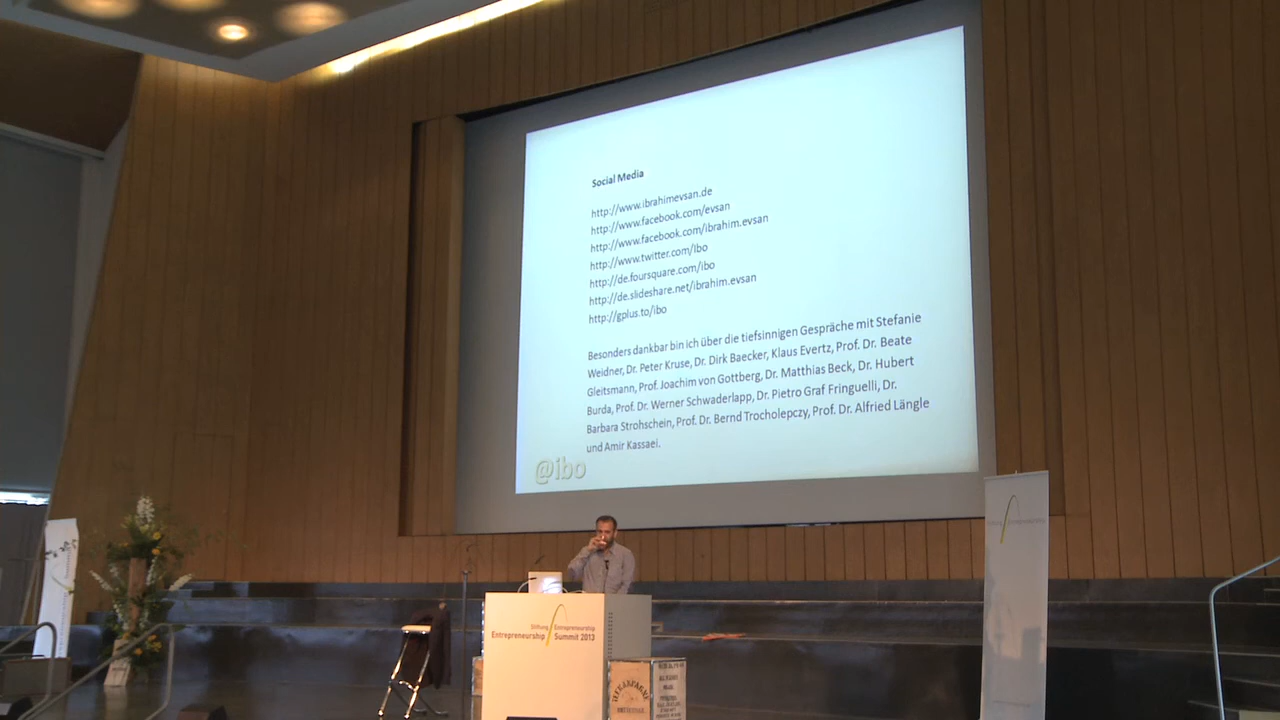 Social Media
http://www.ibrahimevsan.de
http://www.facebook.com/evsan
http://www.facebook.com/ibrahim.evsan
http://www.twitter.com/ibo
http://de.foursquare.com/ibo
http://de.slideshare.net/ibrahim.evsan
http://gplus.to/ibo
Besonders dankbar bin ich über die tiefsinnigen Gespräche mit Stefanie
Weidner, Dr. Peter Kruse, Dr. Dirk Baecker, Klaus Evertz, Prof. Dr. Beate
Gleitsmann, Prof. Joachim von Gottberg, Dr. Matthias Beck, Dr. Hubert
Burda, Prof. Dr. Werner Schwaderlapp, Dr. Pietro Graf Fringuelli, Dr.
Barbara Strohschein, Prof. Dr. Bernd Trocholepczy, Prof. Dr. Alfried Längle
und Amir Kassaei.
@ibo
Stiftung Entrepreneurship
Entrepreneurship Summit 2013
Stiftung Entrepreneurship
TEEKAMPAGNE